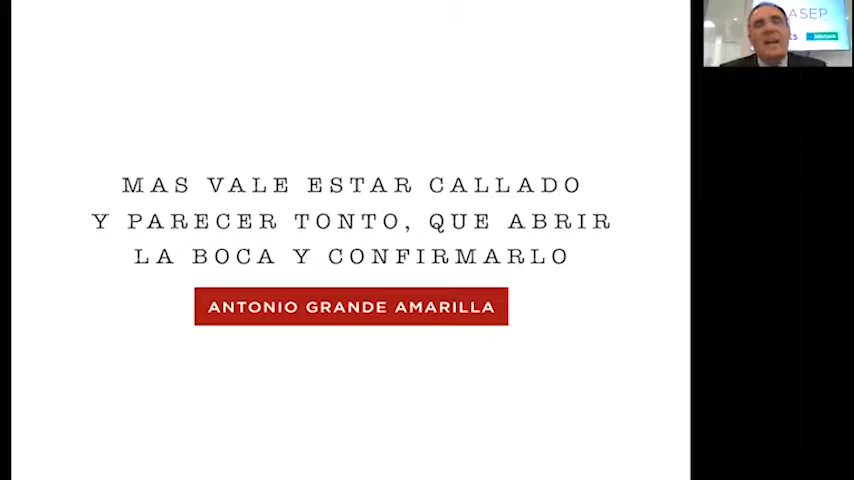 MAS VALE ESTAR CALLADO
Y PARECER TONTO, QUE ABRIR
LA BOCA Y CONFIRMARLO
ANTONIO GRANDE AMARILLA
ASEP